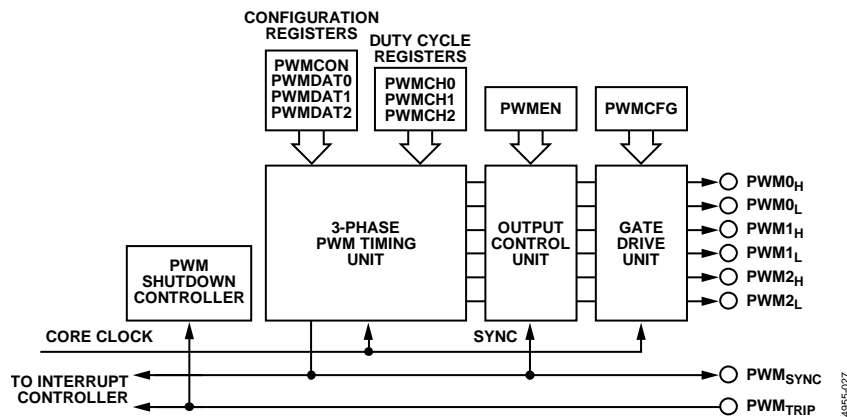 CONFIGURATION
REGISTERS
DUTY CYCLE
REGISTERS
PWMCON
PWMDAT0
PWMDAT1
PWMDAT2
PWMCH0
PWMCH1
PWMCH2
PWMEN
PWMCFG
3-PHASE
PWM TIMING
UNIT
OUTPUT
CONTROL
UNIT
GATE
DRIVE
UNIT
PWM0H
PWM0L
PWM1H
PWM1L
PWM2H
PWM2L
PWM
SHUTDOWN
CONTROLLER
CORE CLOCK
SYNC
TO INTERRUPT
CONTROLLER
PWMSYNC
PWMTRIP
4955-027